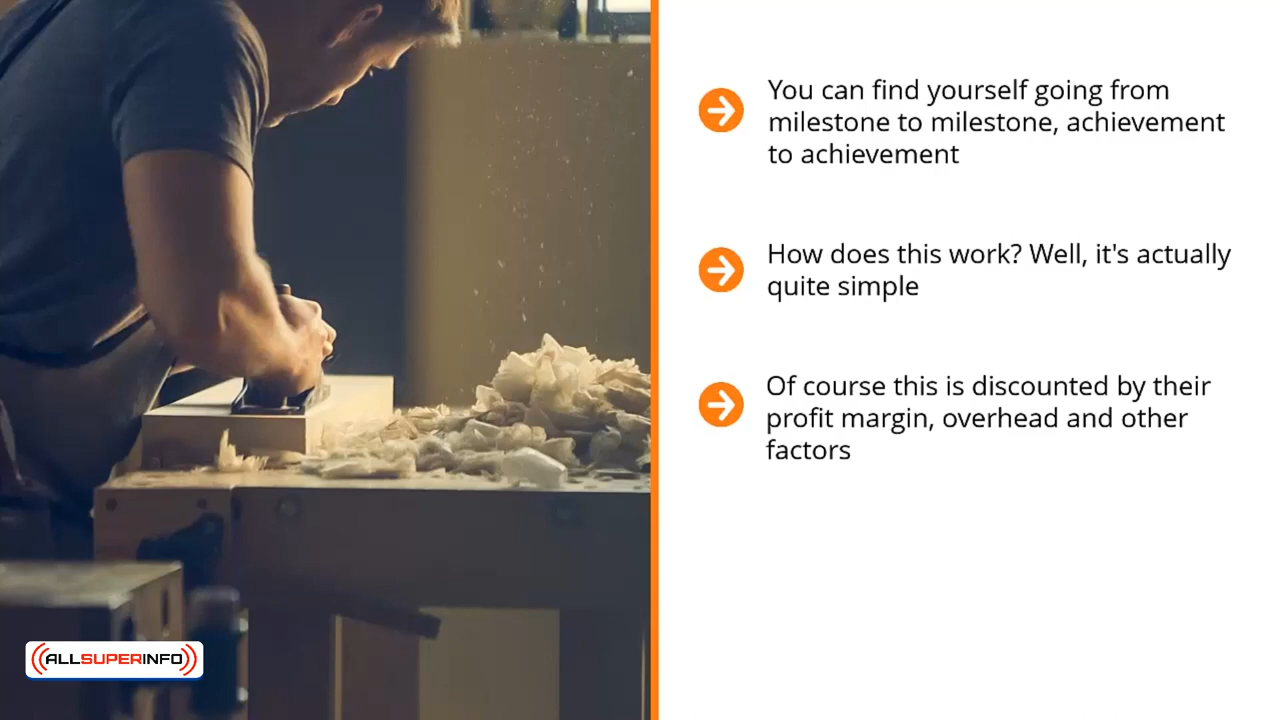 You can find yourself going from
milestone to milestone, achievement
to achievement
How does this work? Well, it's actually
quite simple
Of course this is discounted by their
profit margin, overhead and other
factors
ALLSUPERINFO